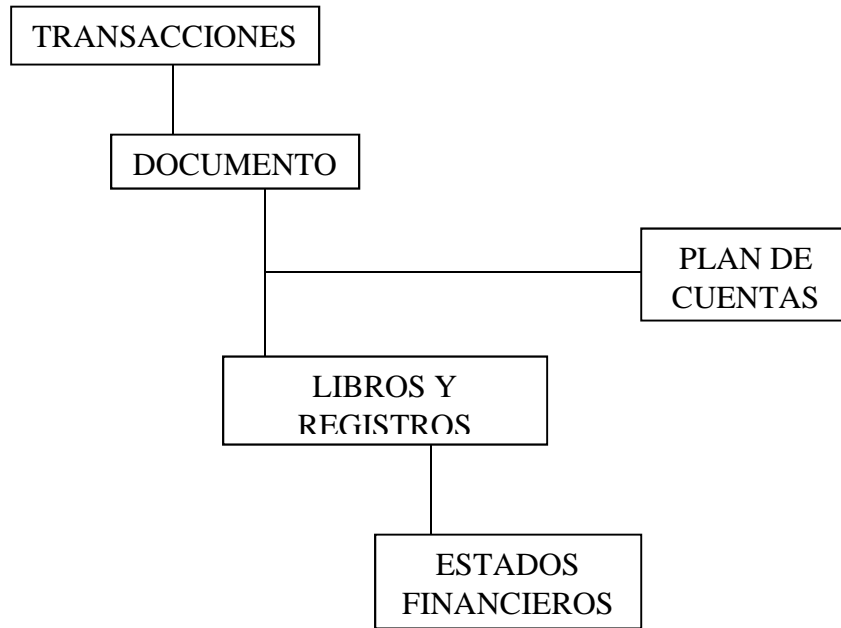 TRANSACCIONES
DOCUMENTO
PLAN DE
CUENTAS
LIBROS Y
REGISTROS
ESTADOS
FINANCIEROS